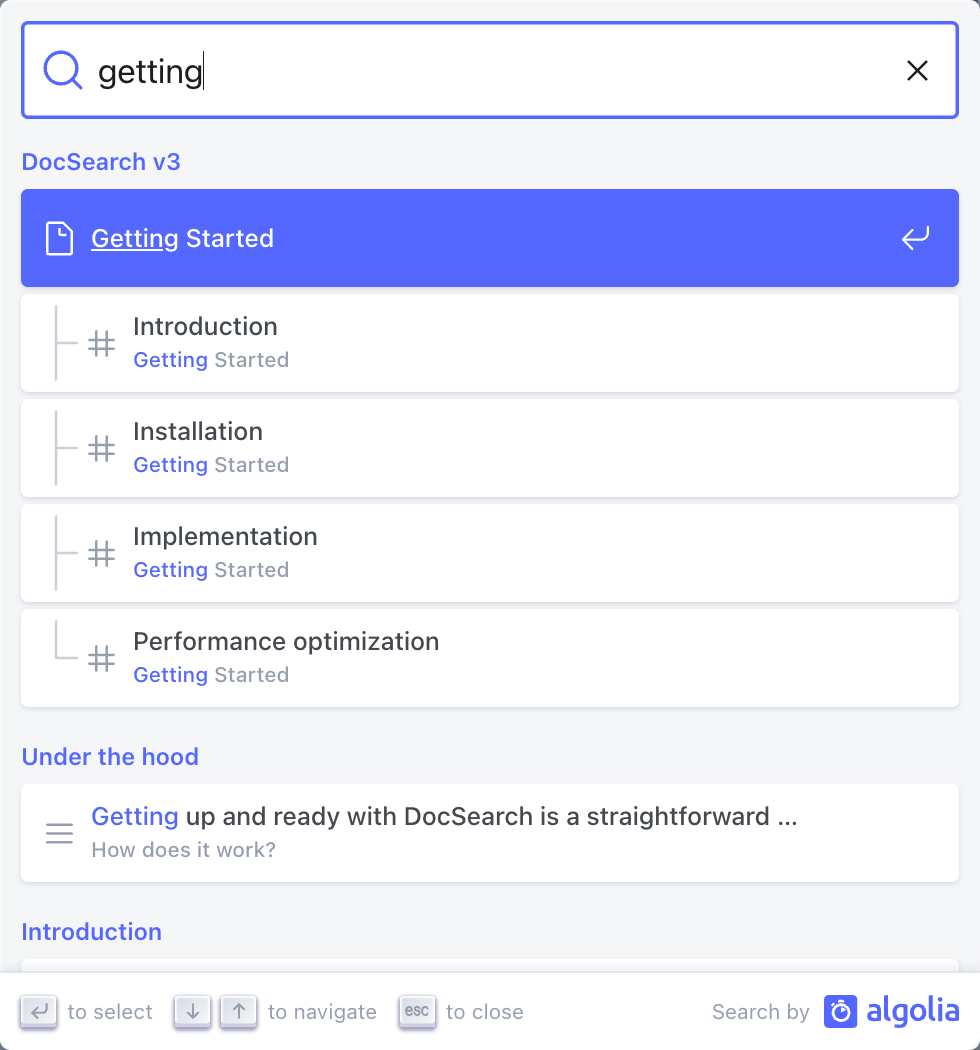 getting
DocSearch v3
Getting Started
Introduction
Getting Started
Installation
Getting Started
Implementation
Getting Started
Performance optimization
Getting Started
Under the hood
Getting up and ready with DocSearch is a straightforward ...
How does it work?
Introduction
to select to navigate esc to close Search by algolia